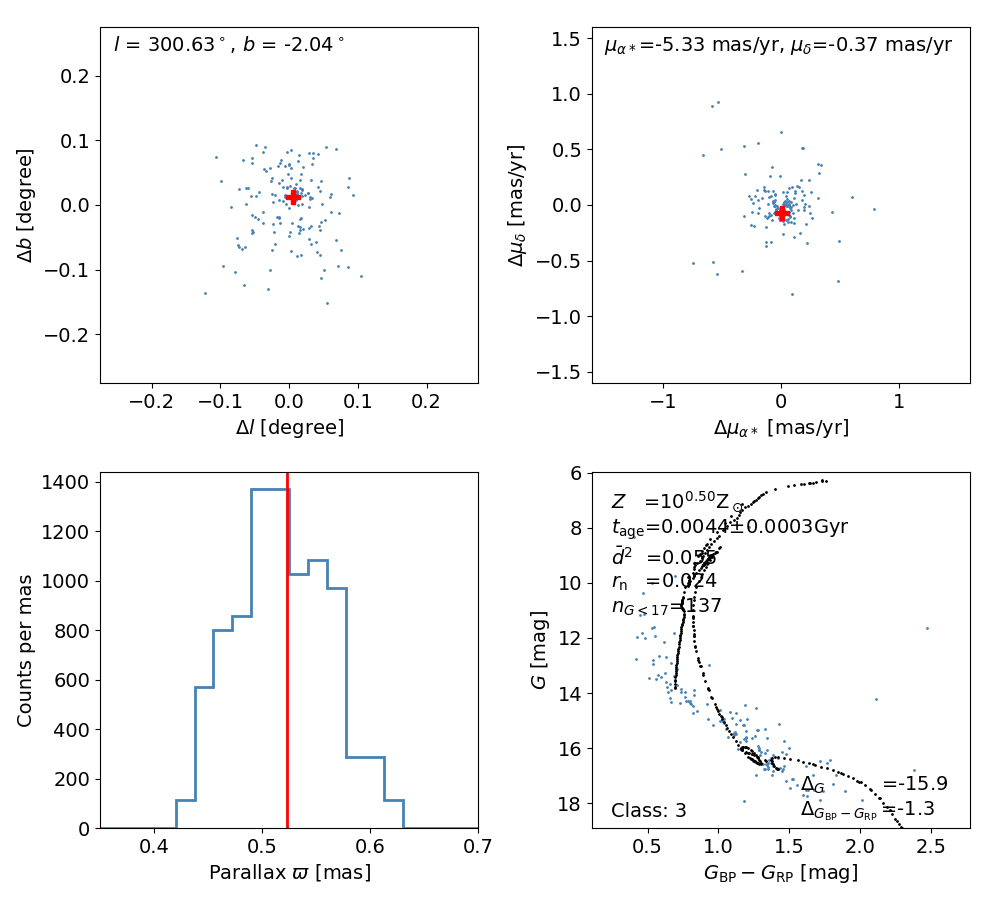 l = 300.63°, b = -2.04°
0.2
0.1
0.0
−0.1
−0.2
Δb [degree]
−0.2 −0.1 0.0 0.1 0.2
Δl [degree]
μα*=-5.33 mas/yr, μδ=-0.37 mas/yr
1.5
1.0
0.5
0.0
−0.5
−1.0
−1.5
Δμδ [mas/yr]
−1 0 1
Δμα* [mas/yr]
1400
1200
1000
800
600
400
200
0
Counts per mas
0.4 0.5 0.6 0.7
Parallax ϖ [mas]
6
8
10
12
14
16
18
G [mag]
Z =10^0.50 Z⊙
t_age=0.0044±0.0003Gyr
d̄² =0.055
r_n =0.024
n_G<17=137
Δ_G =-15.9
Δ_GBP−GRP =-1.3
Class: 3
0.5 1.0 1.5 2.0 2.5
G_BP − G_RP [mag]